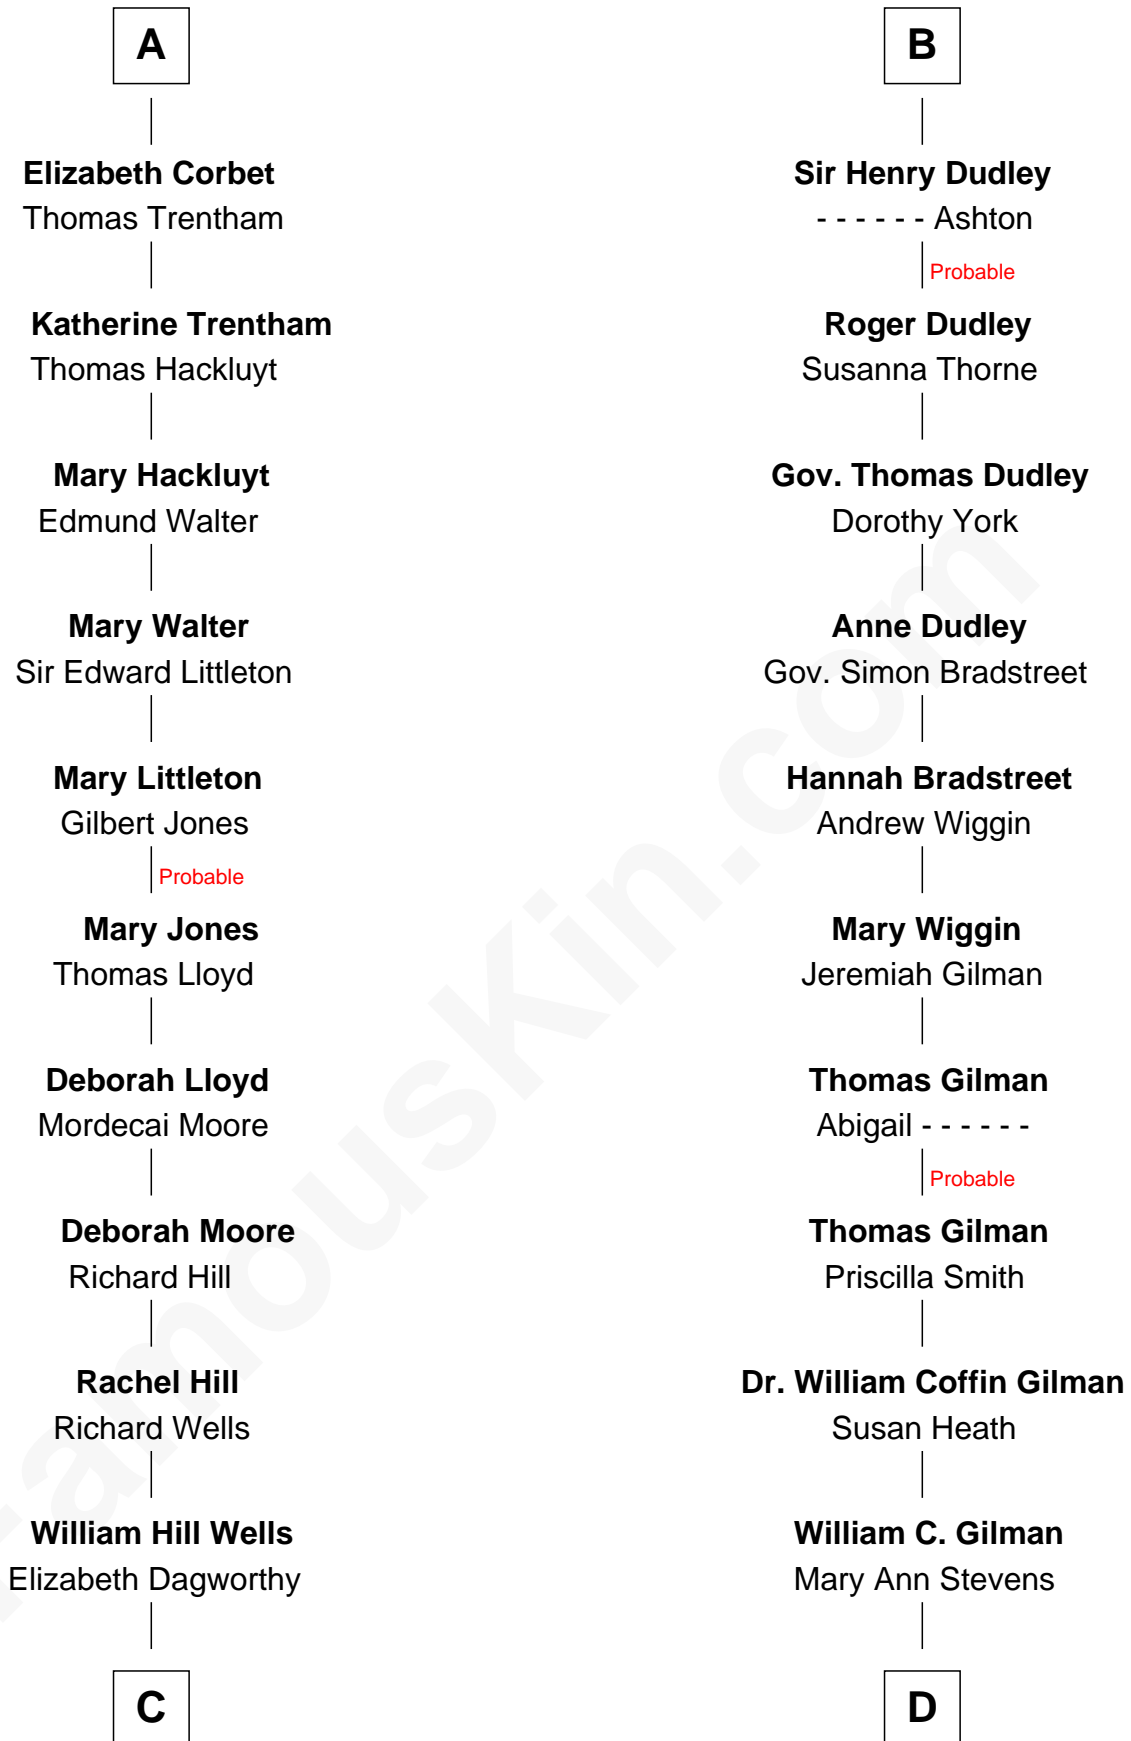 A
Elizabeth Corbet
Thomas Trentham
Katherine Trentham
Thomas Hackluyt
Mary Hackluyt
Edmund Walter
Mary Walter
Sir Edward Littleton
Mary Littleton
Gilbert Jones
Probable
Mary Jones
Thomas Lloyd
Deborah Lloyd
Mordecai Moore
Deborah Moore
Richard Hill
Rachel Hill
Richard Wells
William Hill Wells
Elizabeth Dagworthy
C
B
Sir Henry Dudley
- - - - - - Ashton
Probable
Roger Dudley
Susanna Thorne
Gov. Thomas Dudley
Dorothy York
Anne Dudley
Gov. Simon Bradstreet
Hannah Bradstreet
Andrew Wiggin
Mary Wiggin
Jeremiah Gilman
Thomas Gilman
Abigail - - - - - -
Probable
Thomas Gilman
Priscilla Smith
Dr. William Coffin Gilman
Susan Heath
William C. Gilman
Mary Ann Stevens
D
FamousKin.com